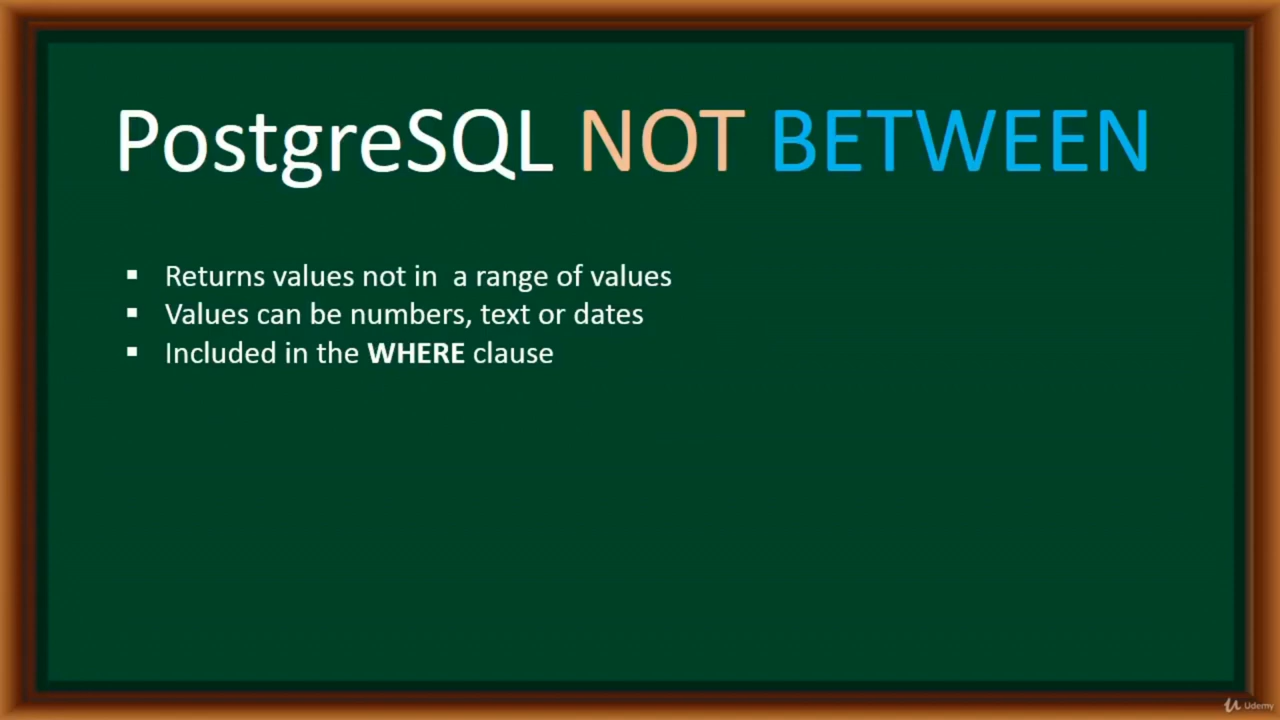 PostgreSQL NOT BETWEEN
▪ Returns values not in  a range of values
▪ Values can be numbers, text or dates
▪ Included in the WHERE clause
Udemy